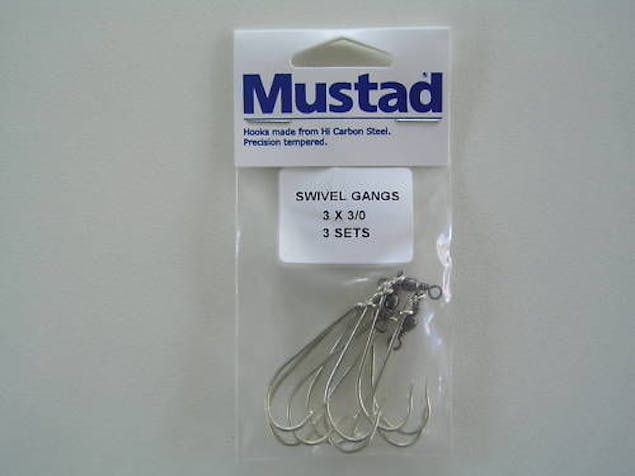 Mustad
Hooks made from Hi Carbon Steel.
Precision tempered.
SWIVEL GANGS
3 X 3/0
3 SETS